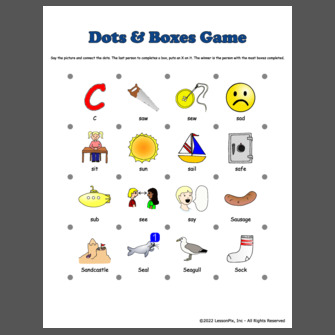 Dots & Boxes Game
Say the picture and connect the dots. The last person to completes a box, puts an X on it. The winner is the person with the most boxes completed.
C
C saw sew sad
sit sun sail safe
sub see say Sausage
Sandcastle Seal Seagull Sock
©2022 LessonPix, Inc - All Rights Reserved